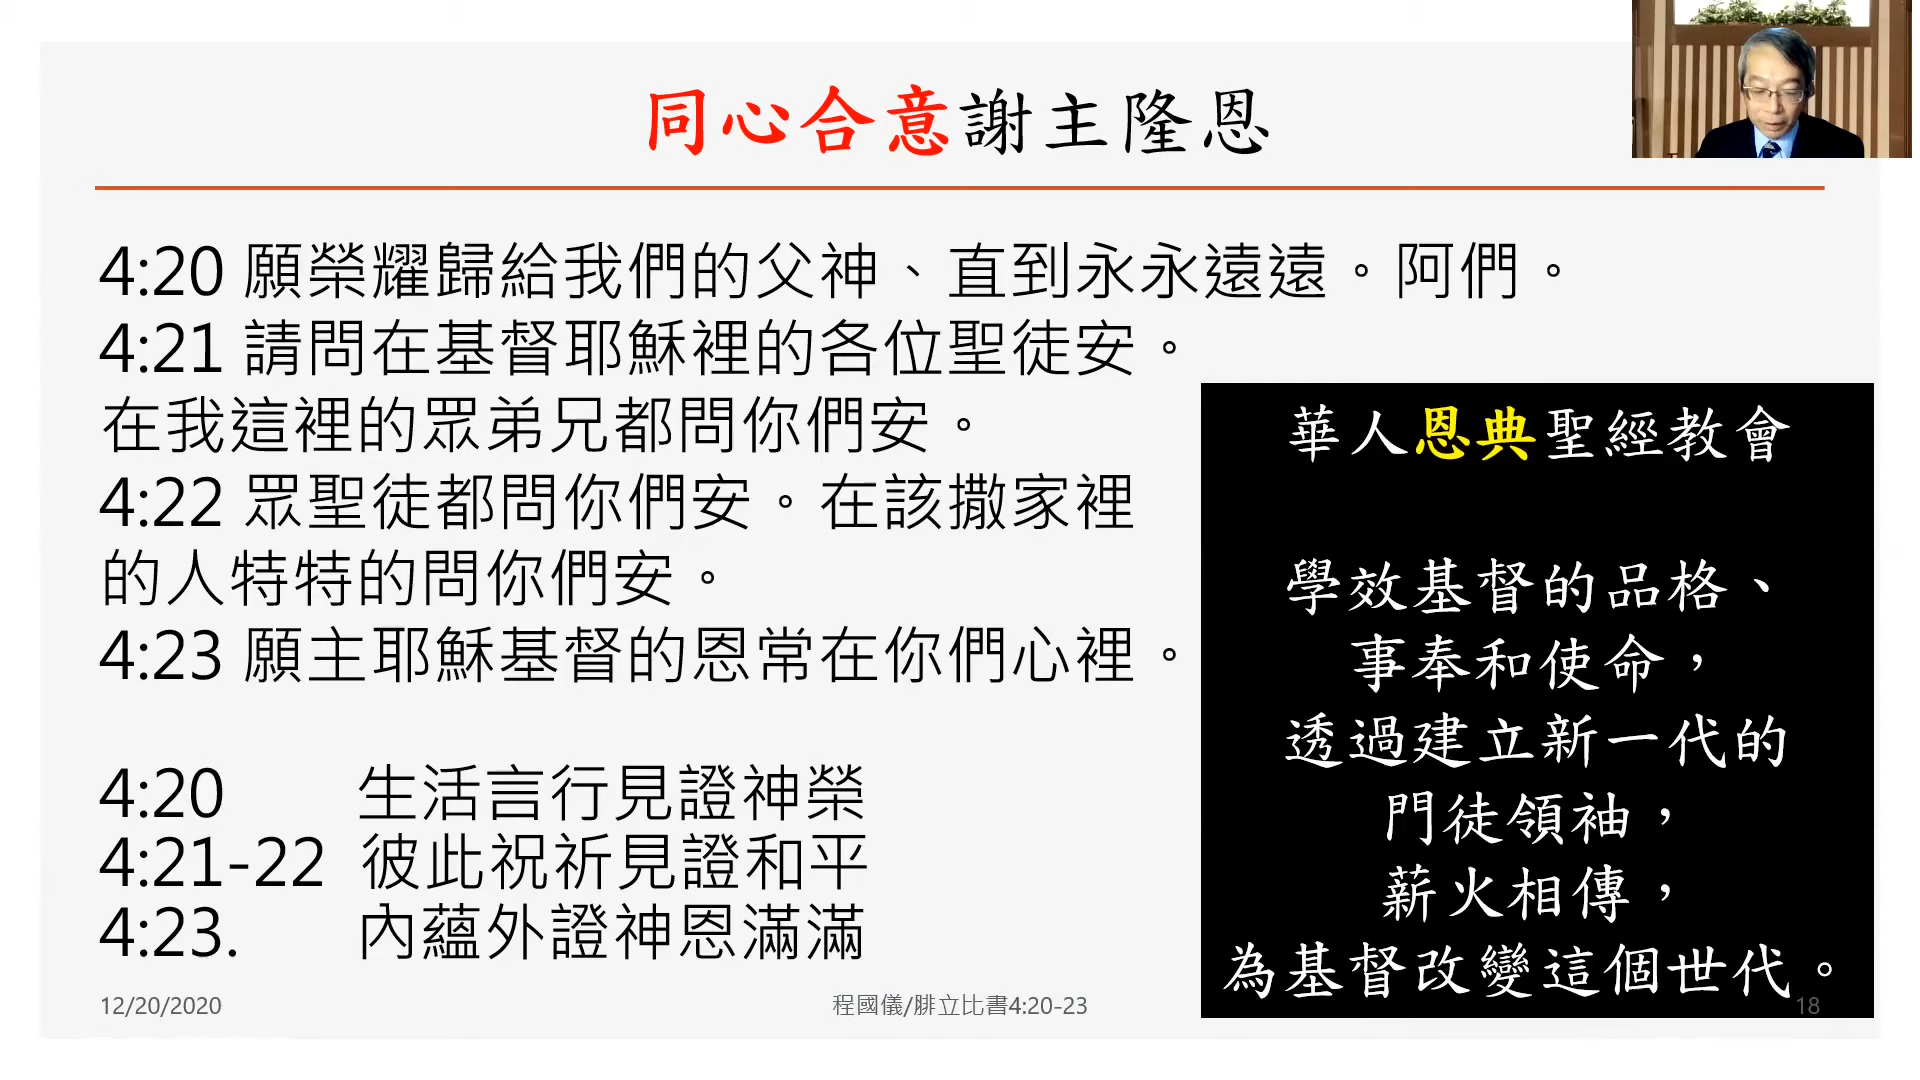 同心合意謝主隆恩
4:20 願榮耀歸給我們的父神、直到永永遠遠。阿們。
4:21 請問在基督耶穌裡的各位聖徒安。
在我這裡的眾弟兄都問你們安。
4:22 眾聖徒都問你們安。在該撒家裡
的人特特的問你們安。
4:23 願主耶穌基督的恩常在你們心裡。
4:20 生活言行見證神榮
4:21-22 彼此祝祈見證和平
4:23. 內蘊外證神恩滿滿
華人恩典聖經教會
學效基督的品格、
事奉和使命，
透過建立新一代的
門徒領袖，
薪火相傳，
為基督改變這個世代。
12/20/2020
程國儀/腓立比書4:20-23
18